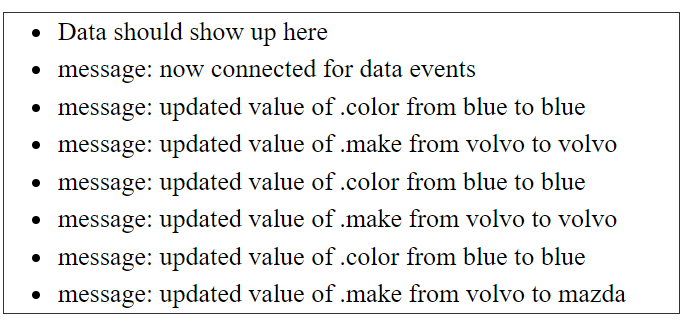 Data should show up here
message: now connected for data events
message: updated value of .color from blue to blue
message: updated value of .make from volvo to volvo
message: updated value of .color from blue to blue
message: updated value of .make from volvo to volvo
message: updated value of .color from blue to blue
message: updated value of .make from volvo to mazda